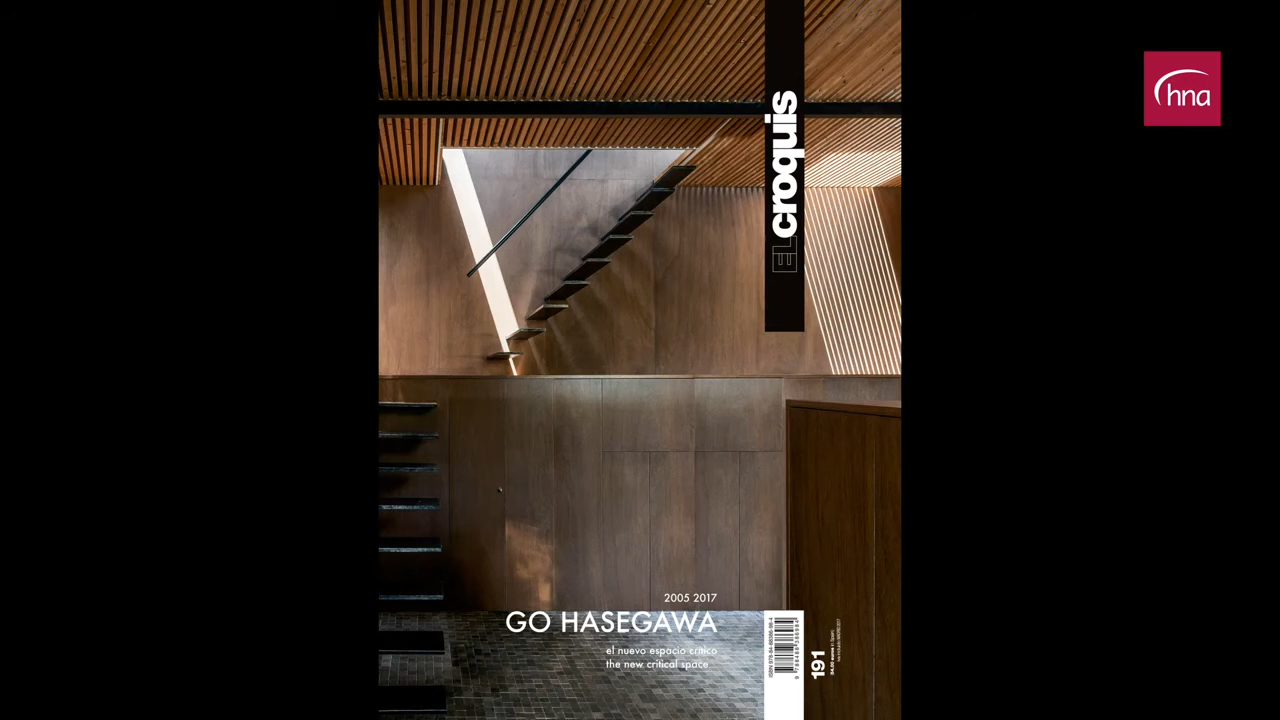 hna
EL croquis
2005 2017
GO HASEGAWA
el nuevo espacio crítico
the new critical space
191